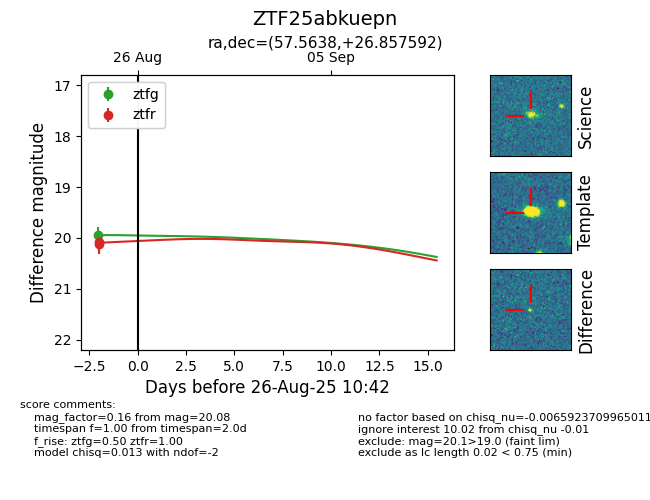 ZTF25abkuepn
ra,dec=(57.5638,+26.857592)
26 Aug
05 Sep
ztfg
ztfr
17
18
19
20
21
22
Difference magnitude
−2.5
0.0
2.5
5.0
7.5
10.0
12.5
15.0
Days before 26-Aug-25 10:42
Science
Template
Difference
score comments:
mag_factor=0.16 from mag=20.08
timespan f=1.00 from timespan=2.0d
f_rise: ztfg=0.50 ztfr=1.00
model chisq=0.013 with ndof=-2
no factor based on chisq_nu=-0.0065923709965011
ignore interest 10.02 from chisq_nu -0.01
exclude: mag=20.1>19.0 (faint lim)
exclude as lc length 0.02 < 0.75 (min)